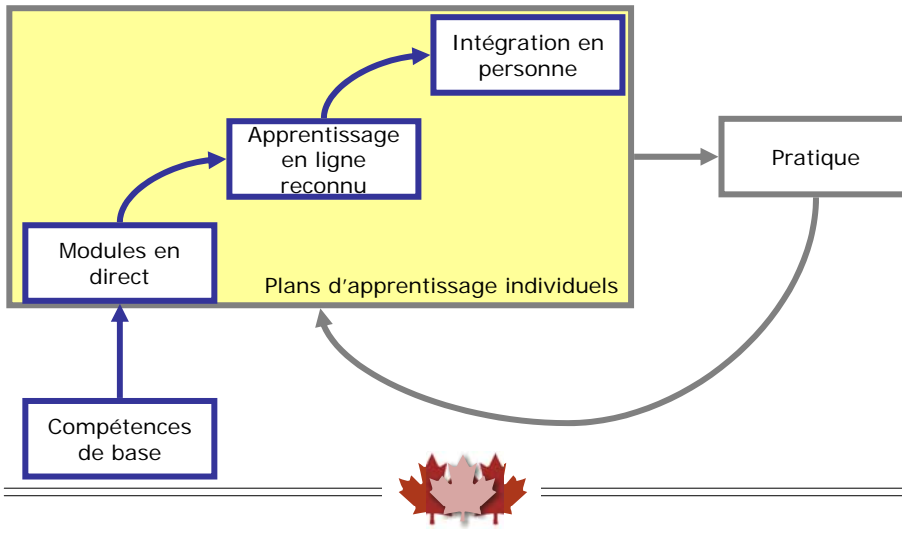 Intégration en
personne
Apprentissage
en ligne
reconnu
Pratique
Modules en
direct
Plans d'apprentissage individuels
Compétences
de base